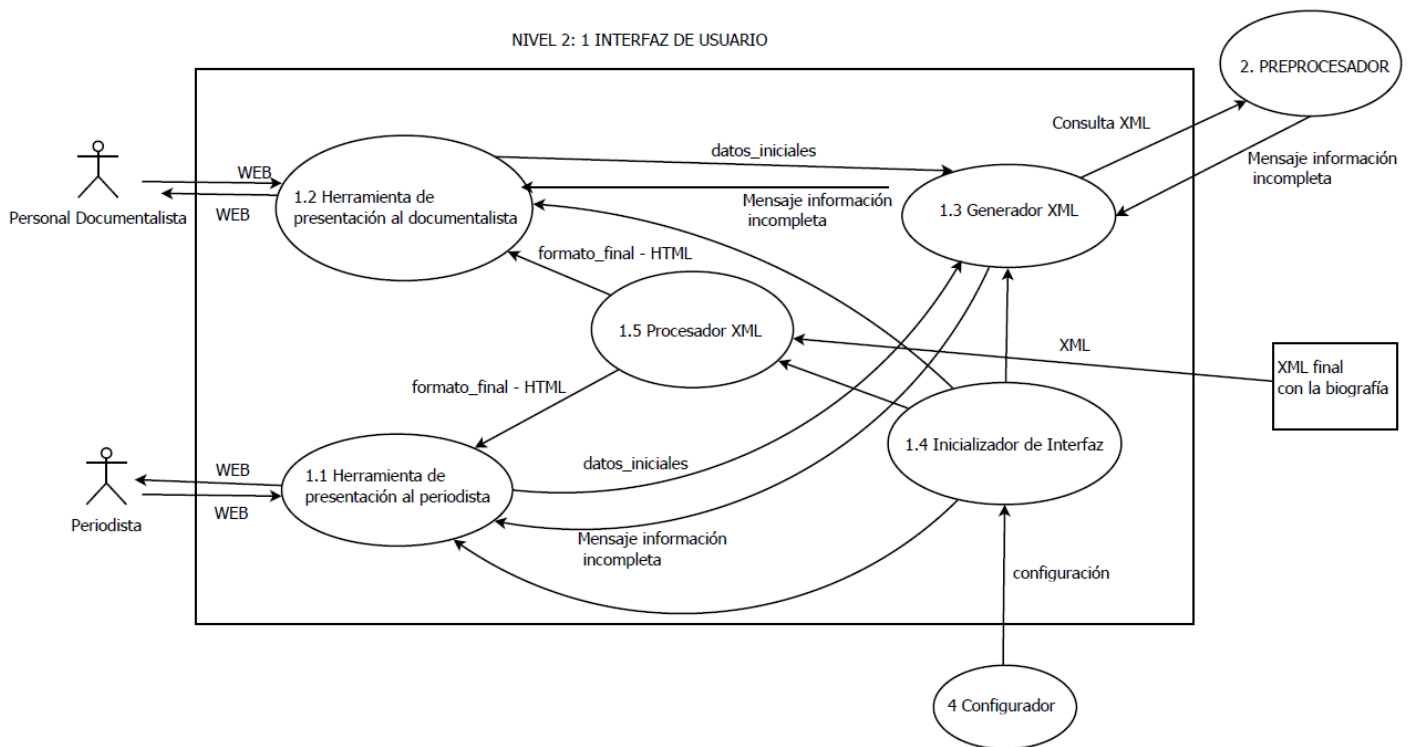 NIVEL 2: 1 INTERFAZ DE USUARIO
2. PREPROCESADOR
Consulta XML
Mensaje información
incompleta
datos_iniciales
WEB
WEB
Personal Documentalista
1.2 Herramienta de
presentación al documentalista
Mensaje información
incompleta
1.3 Generador XML
formato_final - HTML
1.5 Procesador XML
XML
XML final
con la biografía
formato_final - HTML
1.4 Inicializador de Interfaz
WEB
WEB
Periodista
1.1 Herramienta de
presentación al periodista
datos_iniciales
Mensaje información
incompleta
configuración
4 Configurador